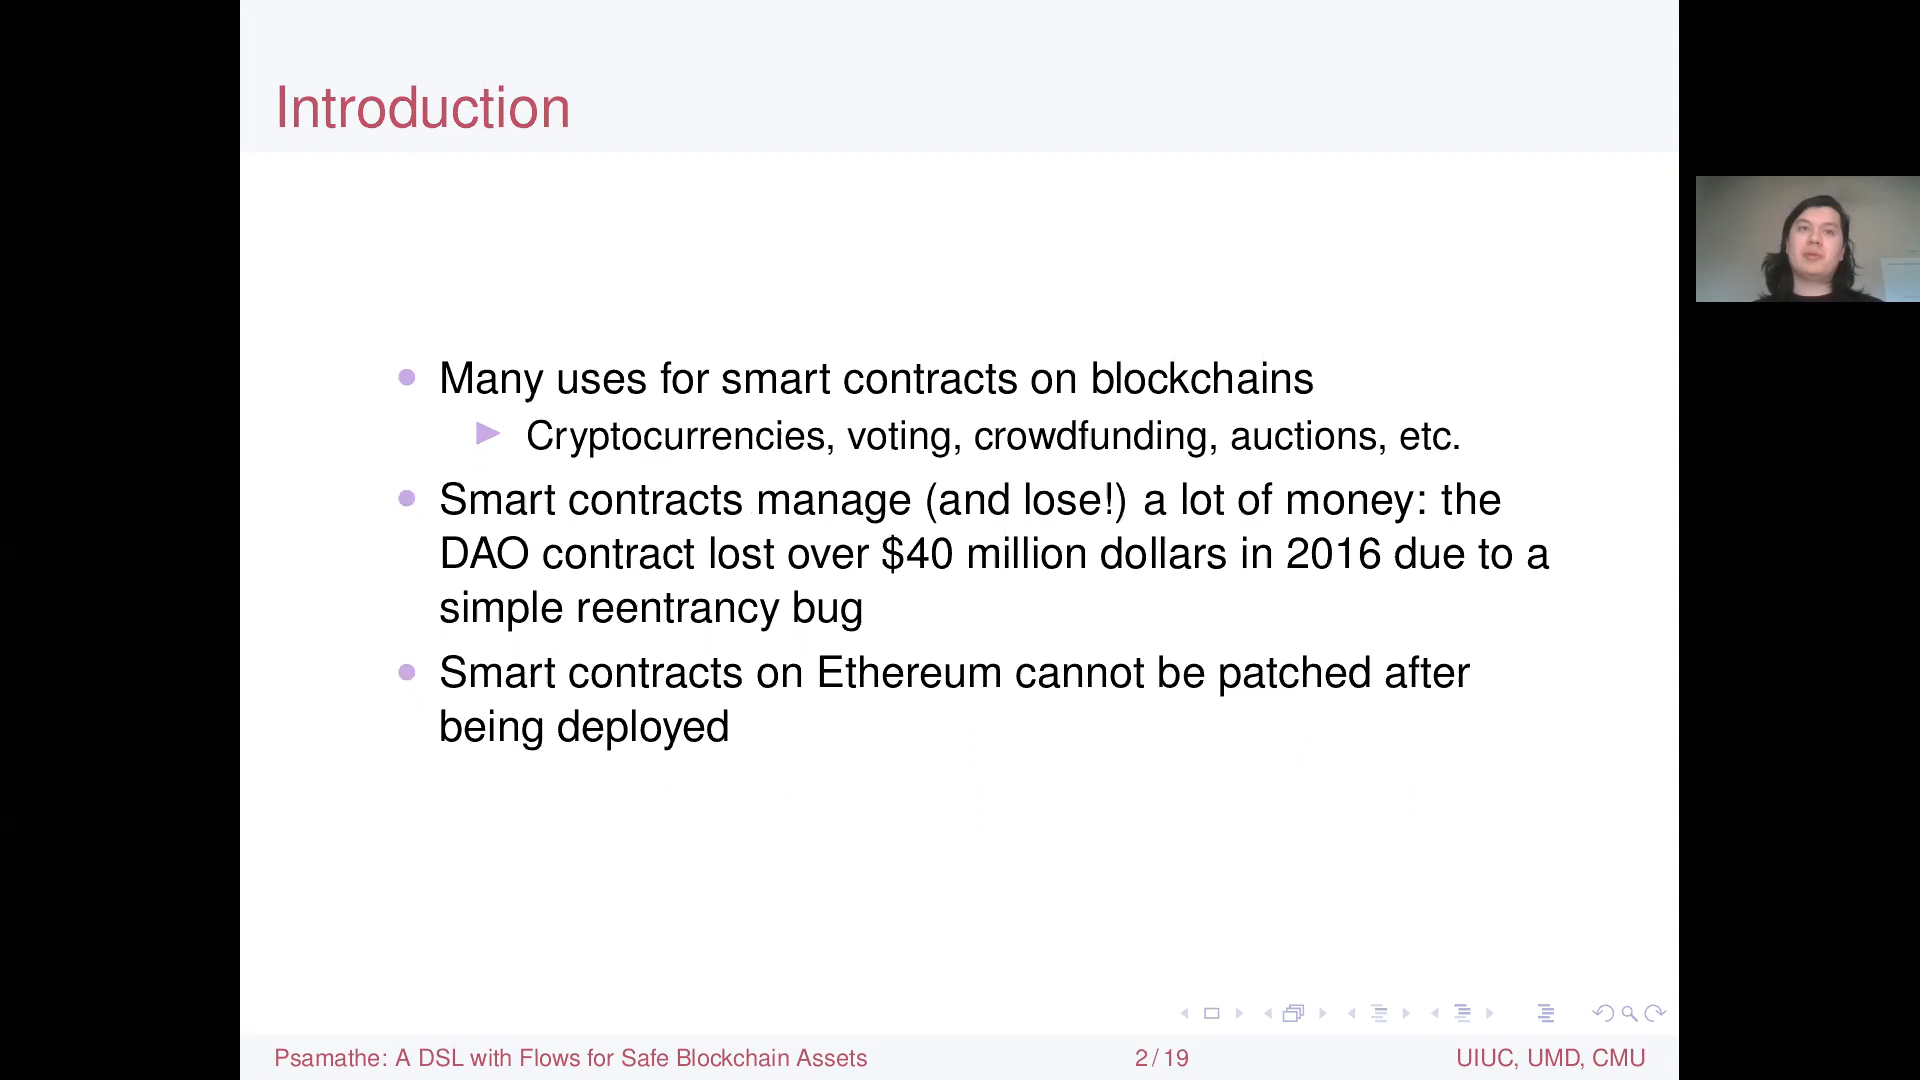 Introduction
Many uses for smart contracts on blockchains
Cryptocurrencies, voting, crowdfunding, auctions, etc.
Smart contracts manage (and lose!) a lot of money: the
DAO contract lost over $40 million dollars in 2016 due to a
simple reentrancy bug
Smart contracts on Ethereum cannot be patched after
being deployed
Psamathe: A DSL with Flows for Safe Blockchain Assets
2 / 19
UIUC, UMD, CMU